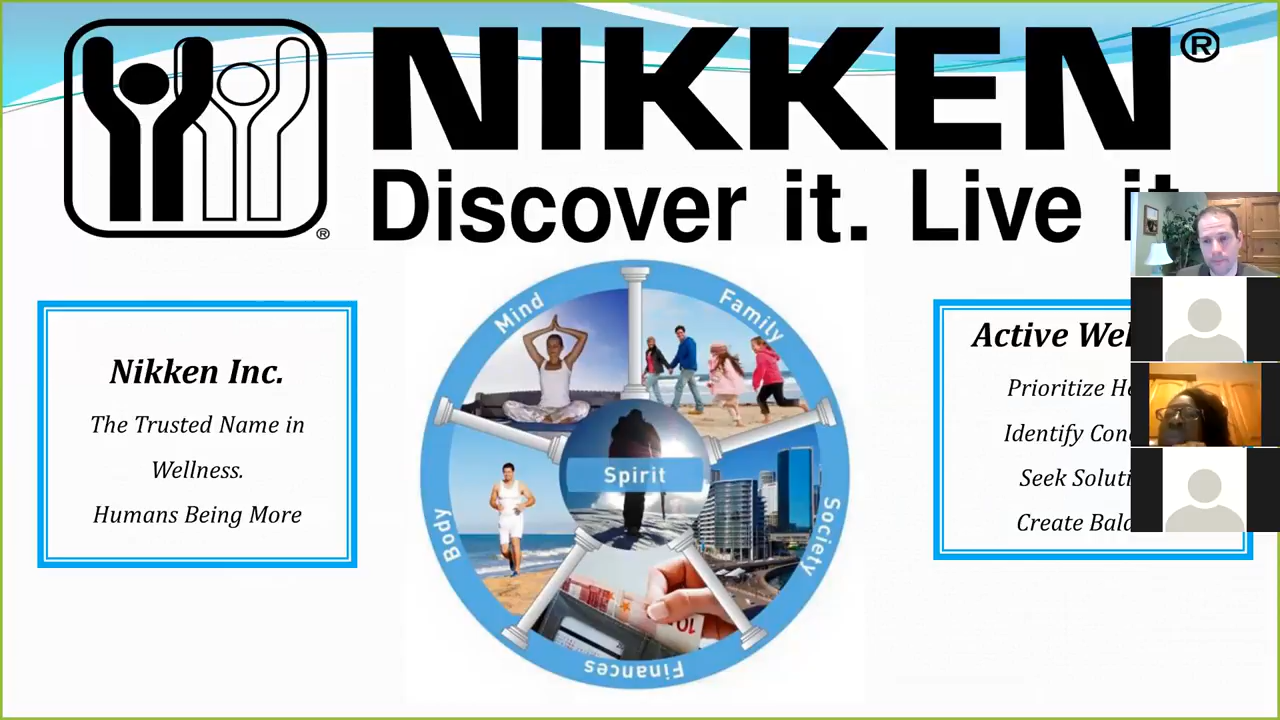 NIKKEN®
Discover it. Live it.
®
Nikken Inc.
The Trusted Name in
Wellness.
Humans Being More
Mind
Family
Spirit
Body
Society
Finances
10
Active Wel
Prioritize He
Identify Con
Seek Soluti
Create Bala